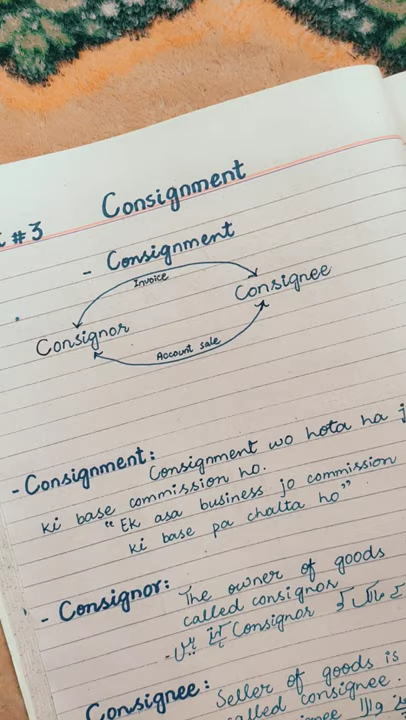 # 3
Consignment
- Consignment
Invoice
Consignee
Consignor
Account sale
- Consignment:
Consignment wo hota ha j
ki base commission ho.
"Ek asa business jo commission
ki base pa chalta ho"
- Consignor:
The owner of goods
called consignor
Consignor
Consignee:
Seller of goods is
called consignee.